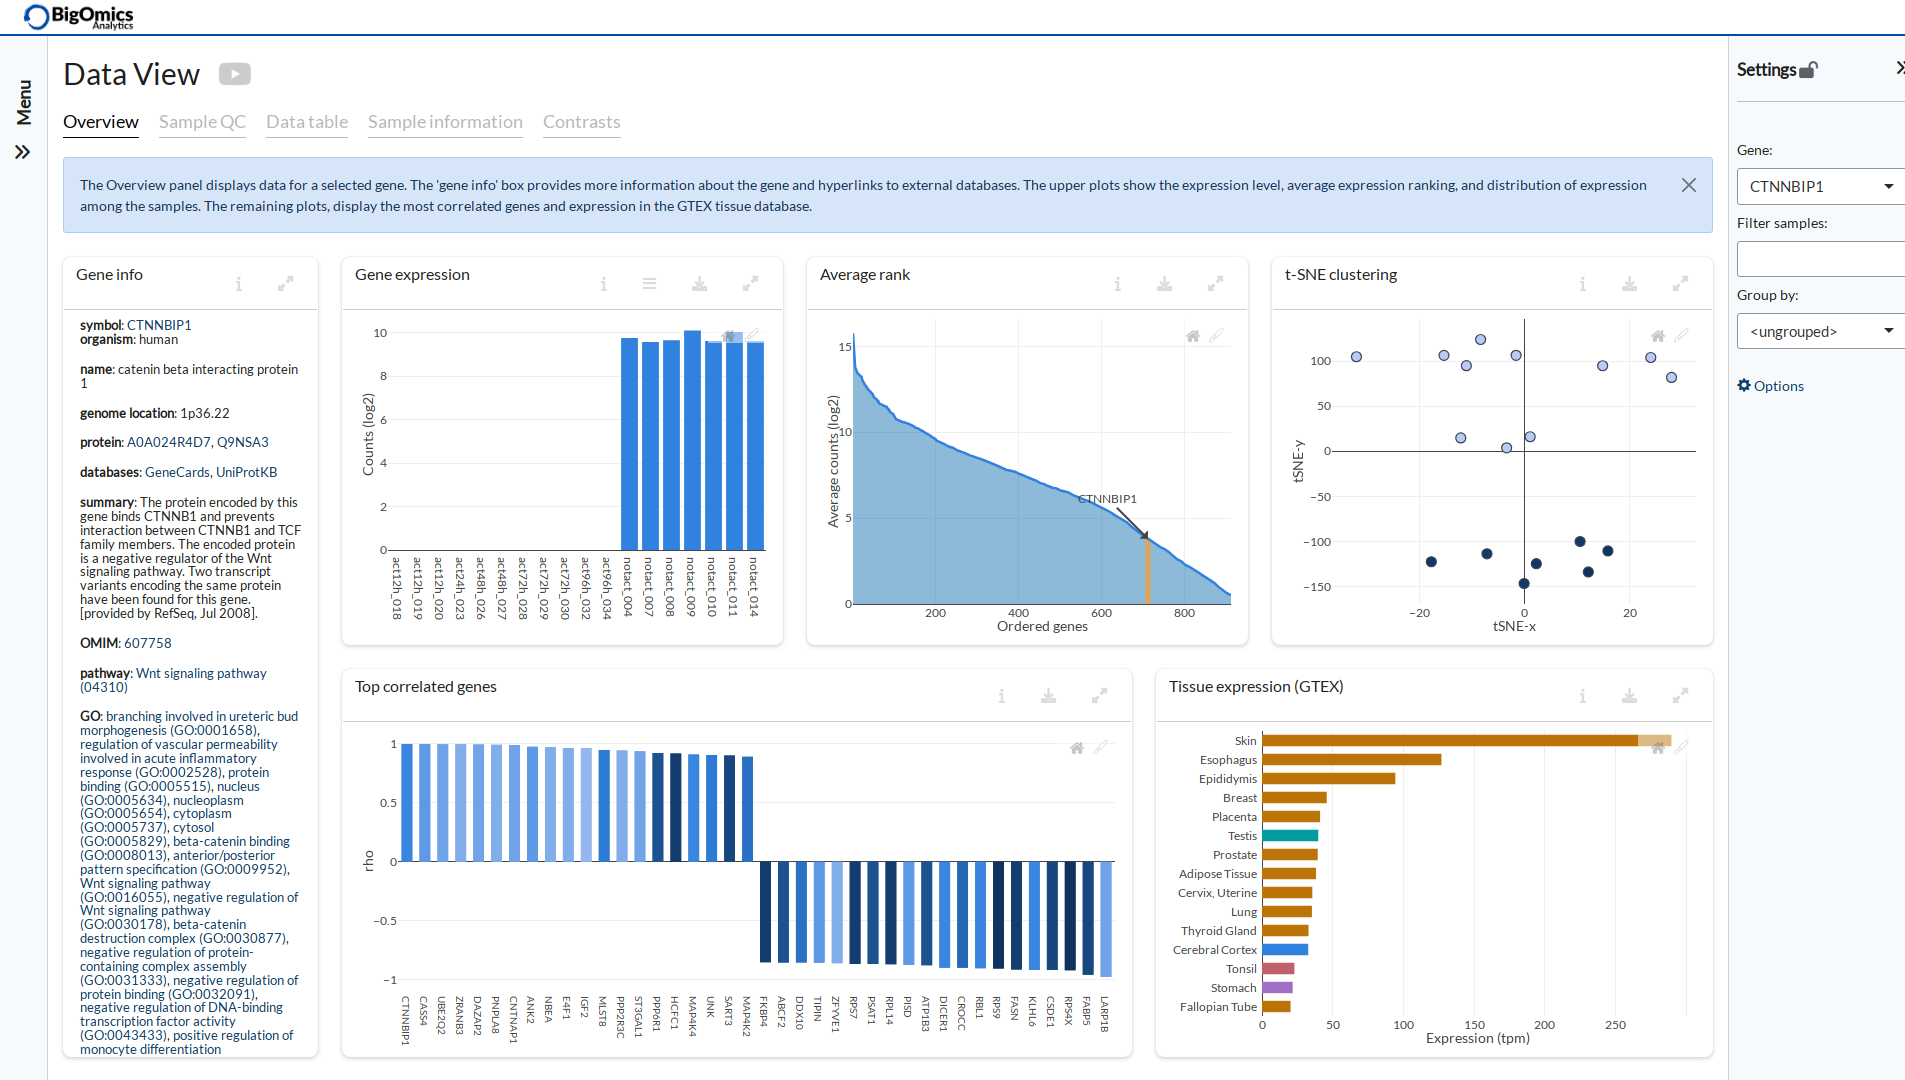 BigOmics
Analytics
Menu
Data View
Settings
Overview
Sample QC
Data table
Sample information
Contrasts
The Overview panel displays data for a selected gene. The 'gene info' box provides more information about the gene and hyperlinks to external databases. The upper plots show the expression level, average expression ranking, and distribution of expression
among the samples. The remaining plots, display the most correlated genes and expression in the GTEX tissue database.
Gene:
CTNNBIP1
Filter samples:
Group by:
<ungrouped>
Options
Gene info
symbol: CTNNBIP1
organism: human
name: catenin beta interacting protein
1
genome location: 1p36.22
protein: A0A024R4D7, Q9NSA3
databases: GeneCards, UniProtKB
summary: The protein encoded by this
gene binds CTNNB1 and prevents
interaction between CTNNB1 and TCF
family members. The encoded protein
is a negative regulator of the Wnt
signaling pathway. Two transcript
variants encoding the same protein
have been found for this gene.
[provided by RefSeq, Jul 2008].
OMIM: 607758
pathway: Wnt signaling pathway
(04310)
GO: branching involved in ureteric bud
morphogenesis (GO:0001658),
regulation of vascular permeability
involved in acute inflammatory
response (GO:0002528), protein
binding (GO:0005515), nucleus
(GO:0005634), nucleoplasm
(GO:0005654), cytoplasm
(GO:0005737), cytosol
(GO:0005829), beta-catenin binding
(GO:0008013), anterior/posterior
pattern specification (GO:0009952),
Wnt signaling pathway
(GO:0016055), negative regulation of
Wnt signaling pathway
(GO:0030178), beta-catenin
destruction complex (GO:0030877),
negative regulation of protein-
containing complex assembly
(GO:0031333), negative regulation of
protein binding (GO:0032091),
negative regulation of DNA-binding
transcription factor activity
(GO:0043433), positive regulation of
monocyte differentiation
Gene expression
Counts (log2)
10
8
6
4
2
0
act12h_018
act12h_019
act12h_020
act24h_023
act48h_026
act48h_027
act72h_028
act72h_029
act72h_030
act96h_032
act96h_034
notact_004
notact_007
notact_008
notact_009
notact_010
notact_011
notact_014
Average rank
Average counts (log2)
15
10
5
0
CTNNBIP1
200
400
600
800
Ordered genes
t-SNE clustering
tSNE-y
100
50
0
−50
−100
−150
−20
0
20
tSNE-x
Top correlated genes
rho
1
0.5
0
−0.5
−1
CTNNBIP1
CASS4
UBE2Q2
ZRANB3
DAZAP2
PNPLA8
CNTNAP1
ANK2
NBEA
E4F1
IGF2
MLST8
PPP2R3C
ST3GAL1
PPP6R1
HCFC1
MAP4K4
UNK
SART3
MAP4K2
FKBP4
ABCF2
DDX10
TIPIN
ZFYVE1
RPS7
PSAT1
RPL14
PISD
ATP1B3
DICER1
CROCC
RBL1
RPS9
FASN
KLHL6
CSDE1
RPS4X
FABP5
LARP1B
Tissue expression (GTEX)
Skin
Esophagus
Epididymis
Breast
Placenta
Testis
Prostate
Adipose Tissue
Cervix, Uterine
Lung
Thyroid Gland
Cerebral Cortex
Tonsil
Stomach
Fallopian Tube
0
50
100
150
200
250
Expression (tpm)